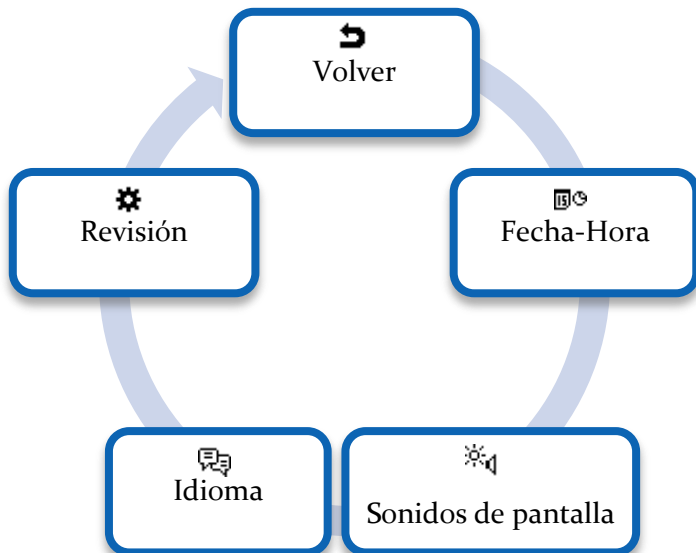 Volver
Fecha-Hora
Sonidos de pantalla
Idioma
Revisión